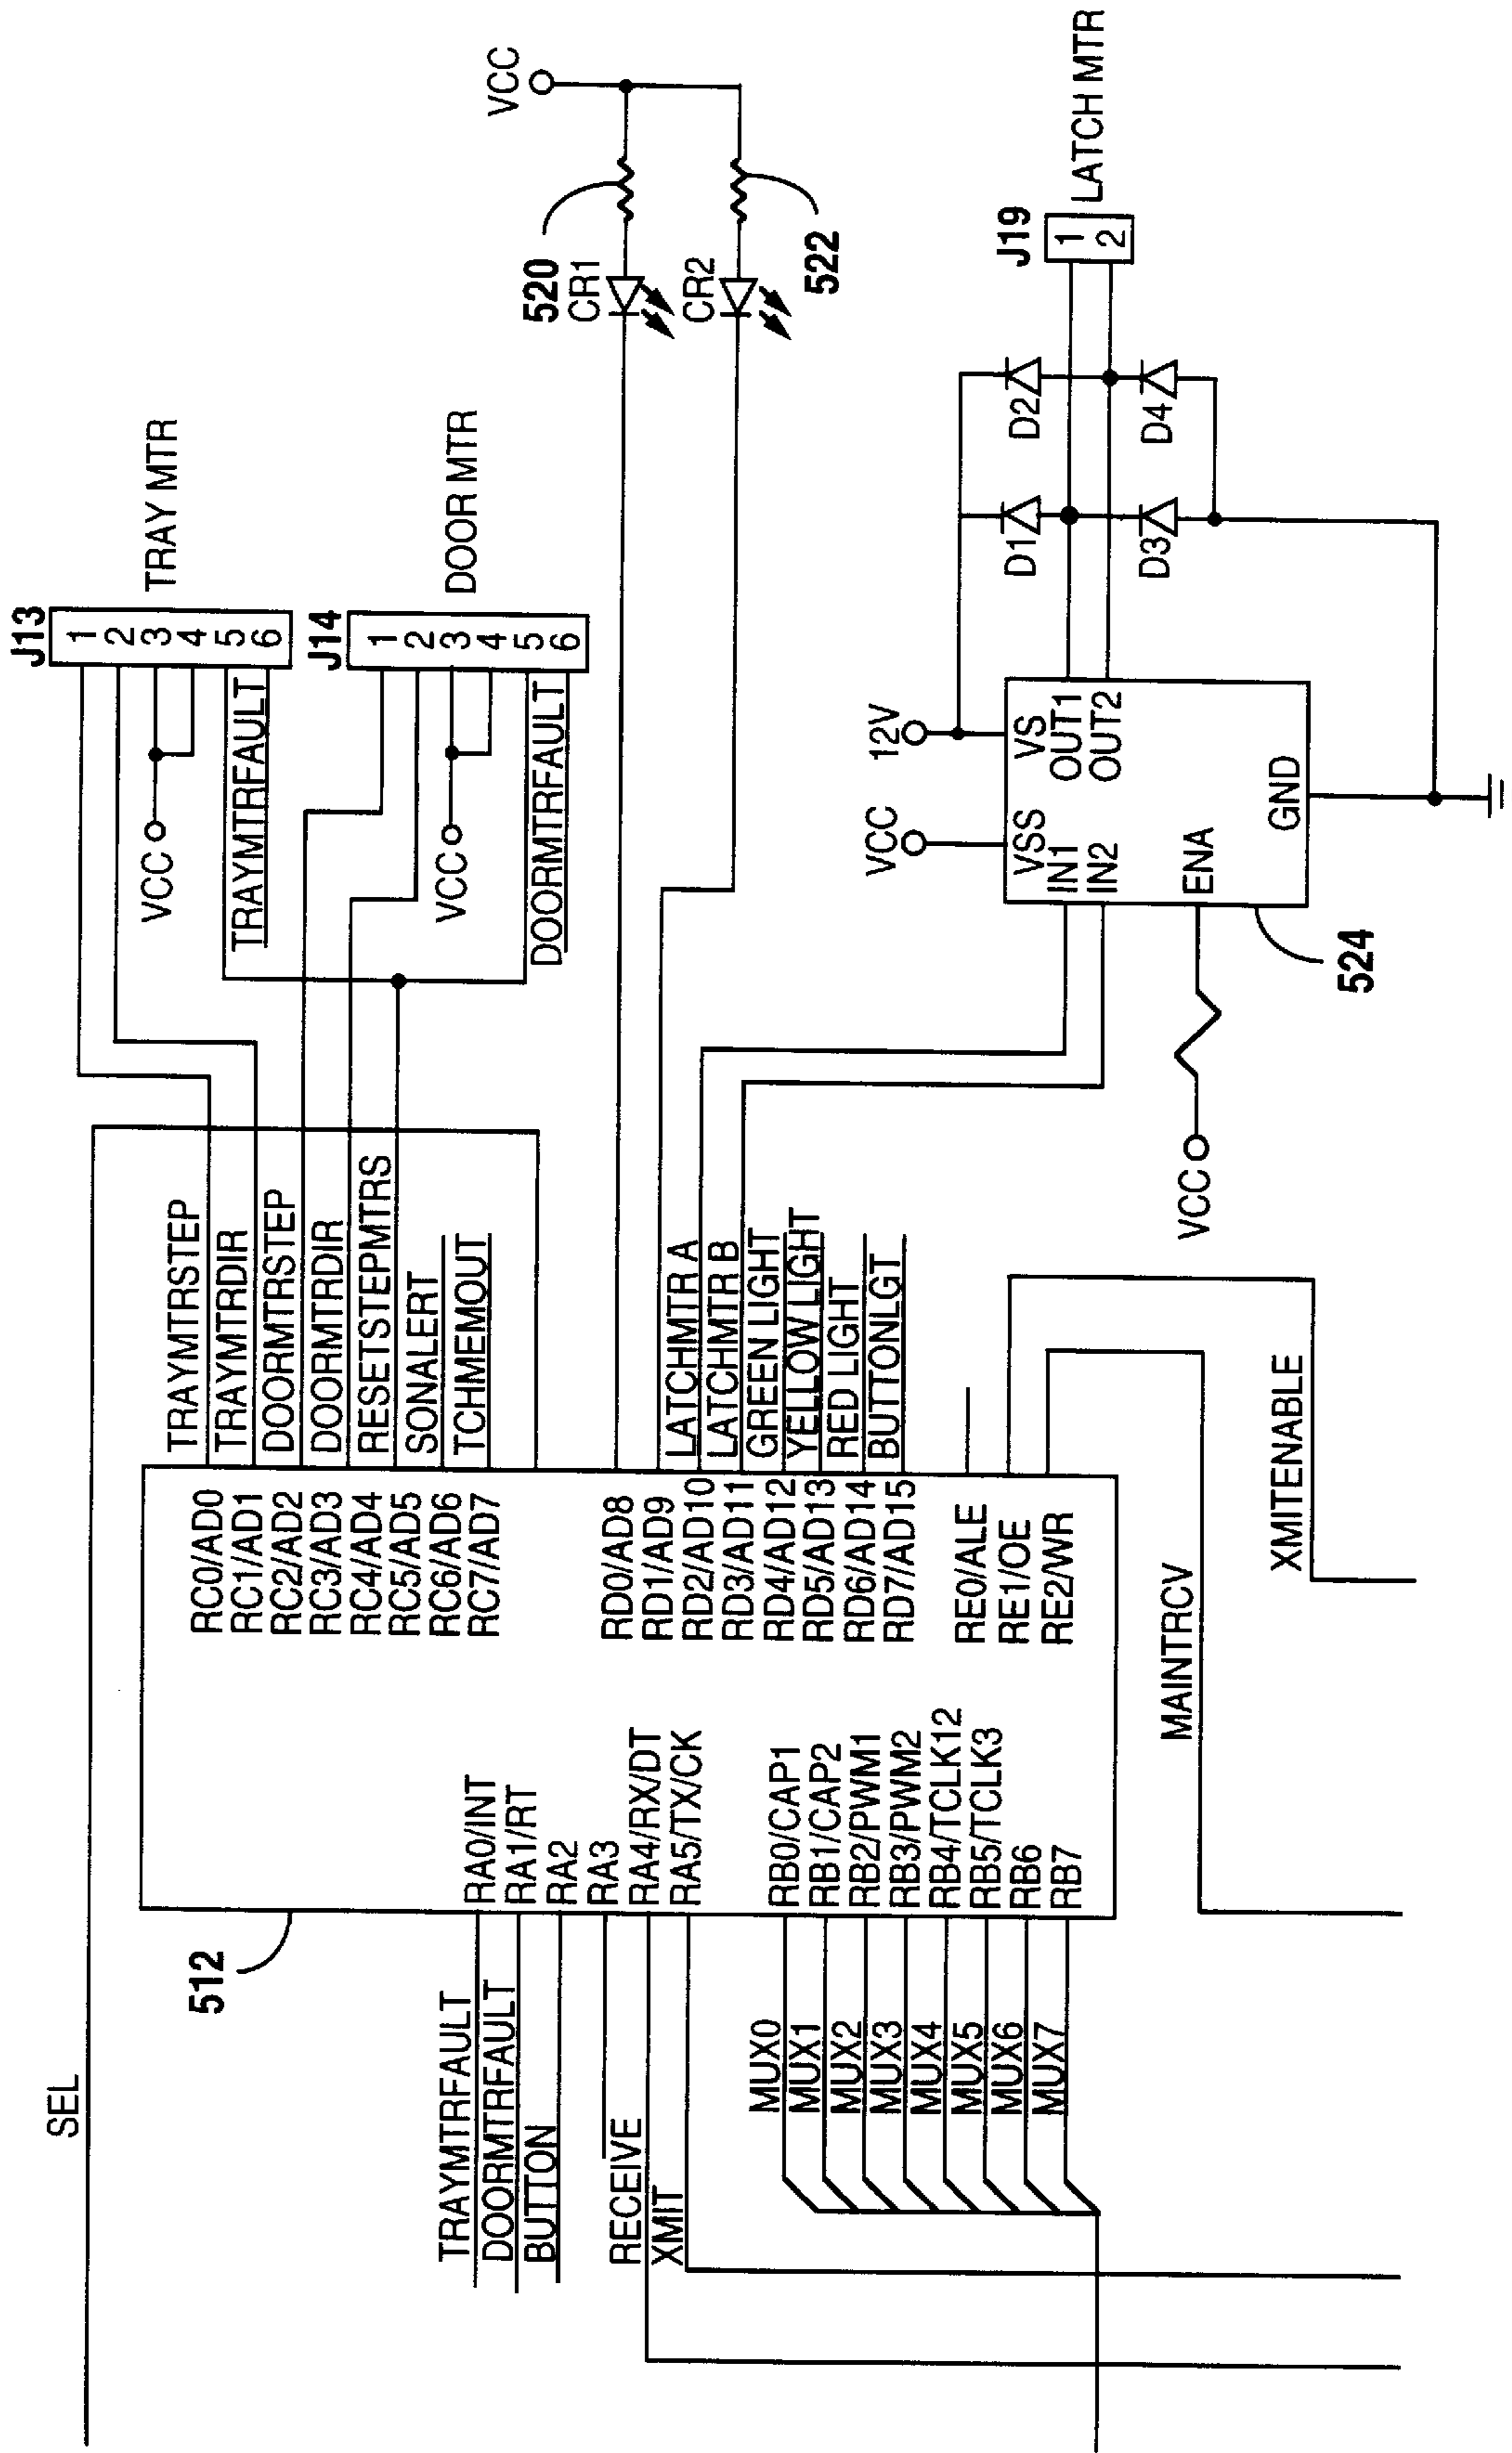 SEL
512
TRAYMTRFAULT
DOORMTRFAULT
BUTTON
RECEIVE
XMIT
MUX0
MUX1
MUX2
MUX3
MUX4
MUX5
MUX6
MUX7
RA0/INT
RA1/RT
RA2
RA3
RA4/RX/DT
RA5/TX/CK
RB0/CAP1
RB1/CAP2
RB2/PWM1
RB3/PWM2
RB4/TCLK12
RB5/TCLK3
RB6
RB7
RC0/AD0
RC1/AD1
RC2/AD2
RC3/AD3
RC4/AD4
RC5/AD5
RC6/AD6
RC7/AD7
RD0/AD8
RD1/AD9
RD2/AD10
RD3/AD11
RD4/AD12
RD5/AD13
RD6/AD14
RD7/AD15
RE0/ALE
RE1/OE
RE2/WR
TRAYMTRSTEP
TRAYMTRDIR
DOORMTRSTEP
DOORMTRDIR
RESETSTEPMTRS
SONALERT
TCHMEMOUT
LATCHMTR A
LATCHMTR B
GREEN LIGHT
YELLOW LIGHT
RED LIGHT
BUTTONLGT
MAINTRCV
XMITENABLE
J13
1
2
3
4
5
6
TRAY MTR
VCC
TRAYMTRFAULT
J14
1
2
3
4
5
6
DOOR MTR
VCC
DOORMTRFAULT
VCC
520
CR1
CR2
522
VCC
12V
VSS
VS
IN1
OUT1
IN2
OUT2
ENA
GND
524
VCC
D1
D2
D3
D4
J19
1
2
LATCH MTR